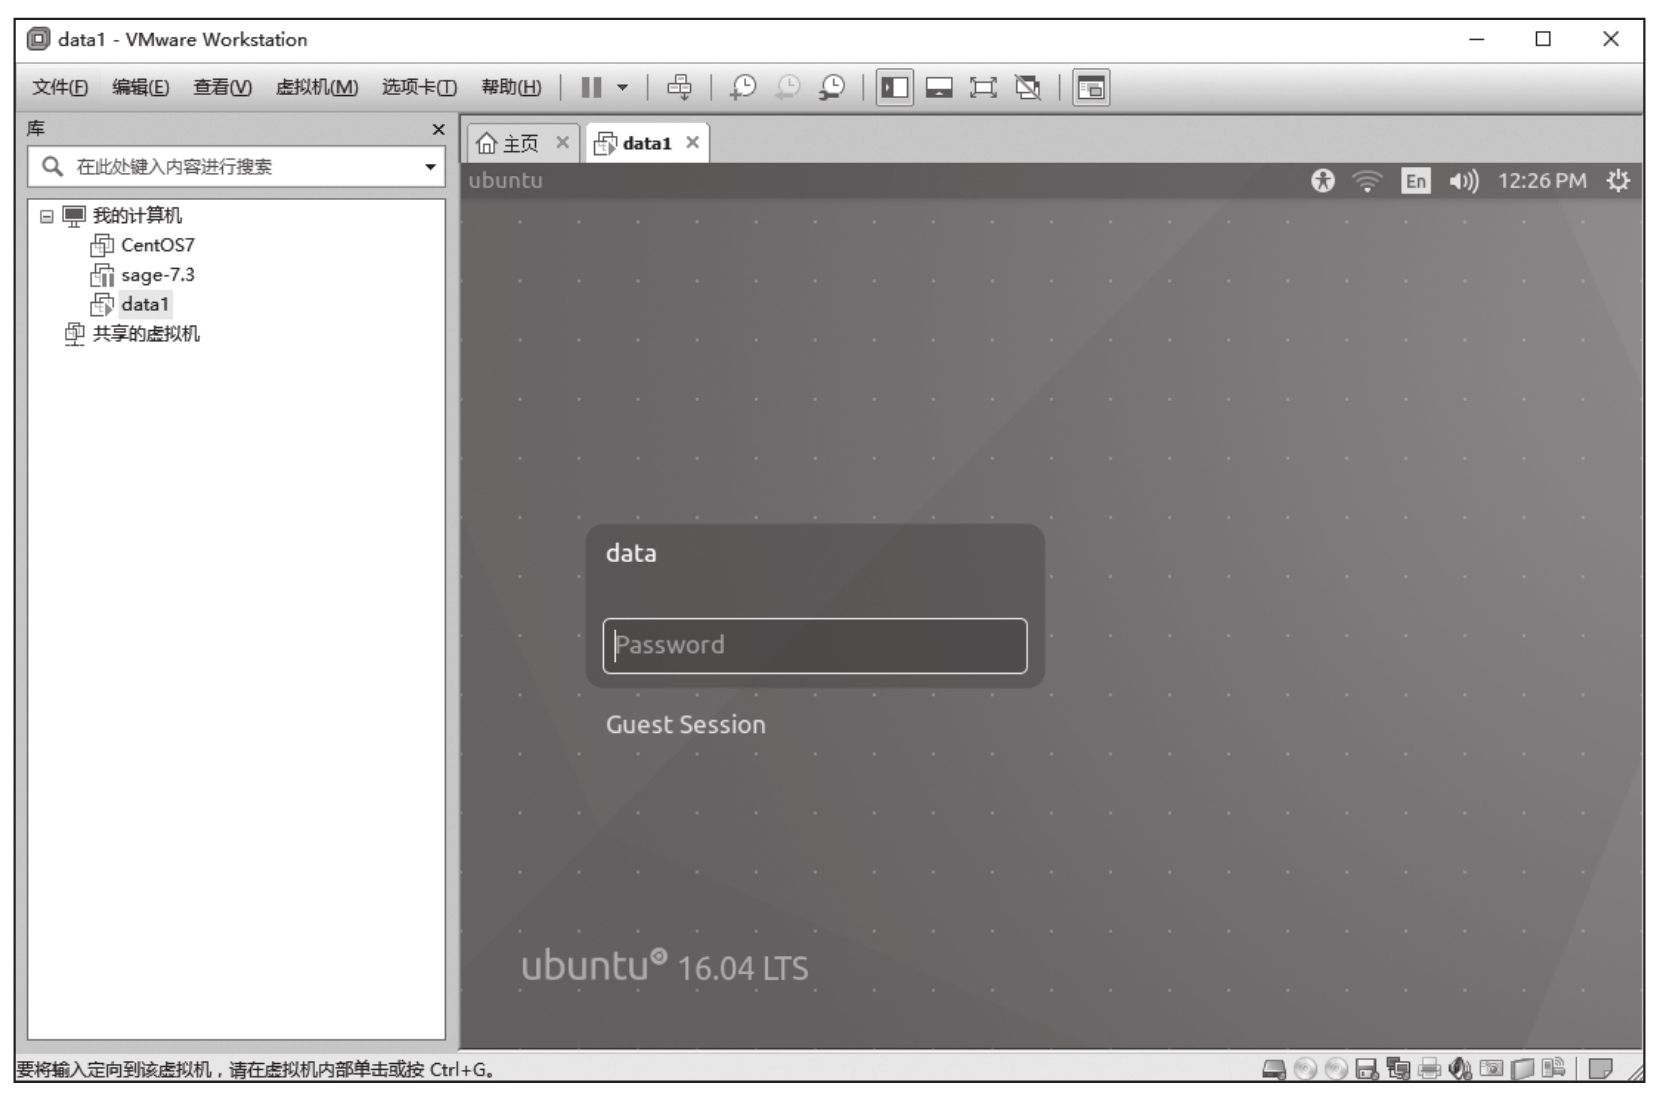 data1 - VMware Workstation
文件(F) 编辑(E) 查看(V) 虚拟机(M) 选项卡(T) 帮助(H)
库
在此处键入内容进行搜索
我的计算机
CentOS7
sage-7.3
data1
共享的虚拟机
主页 data1
ubuntu En 12:26 PM
data
Password
Guest Session
ubuntu 16.04 LTS
要将输入定向到该虚拟机，请在虚拟机内部单击或按 Ctrl+G。